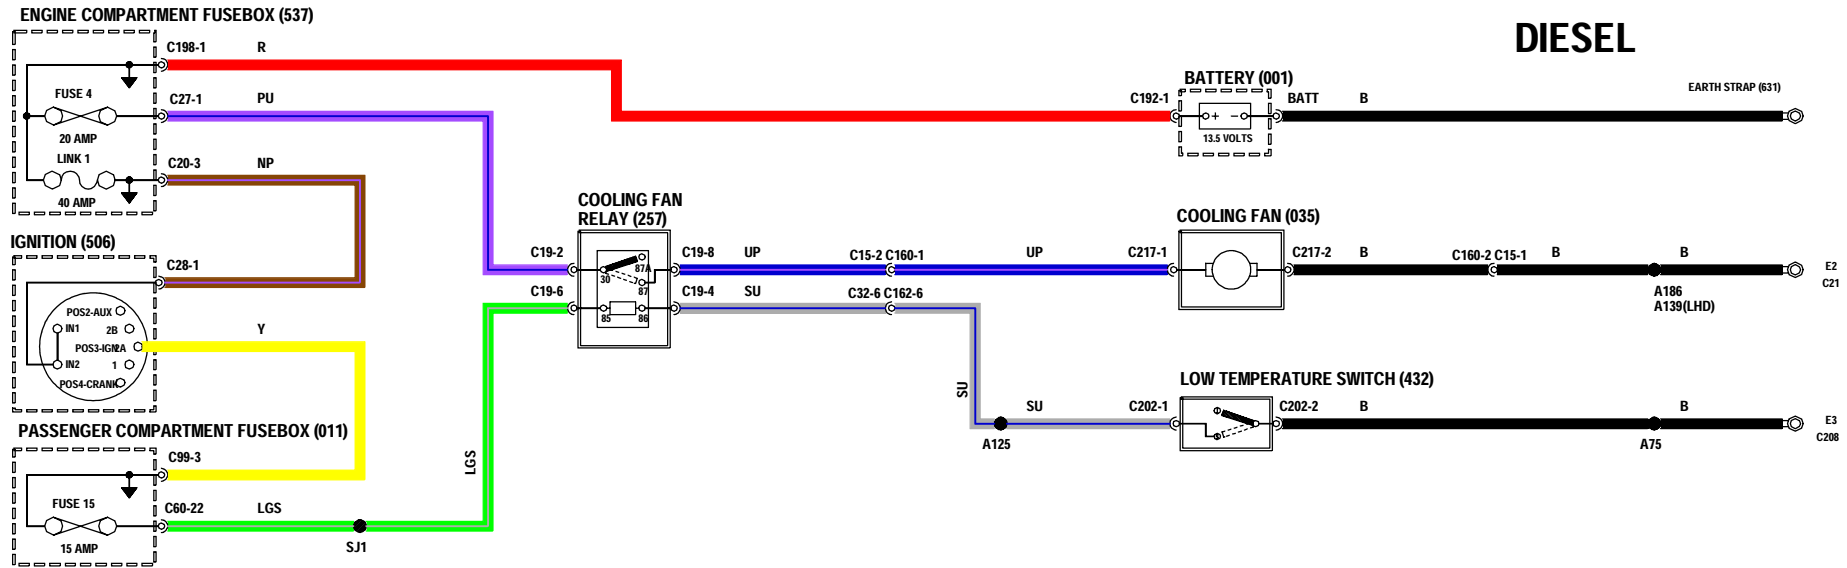 ENGINE COMPARTMENT FUSEBOX (537)
DIESEL
C198-1 R
BATTERY (001)
EARTH STRAP (631)
FUSE 4
C27-1 PU
C192-1
BATT B
+ -
20 AMP
13.5 VOLTS
LINK 1
C20-3 NP
40 AMP
COOLING FAN
RELAY (257)
COOLING FAN (035)
IGNITION (506)
C19-2
C19-8 UP
C15-2 C160-1
UP
C217-1
C217-2 B
C160-2 C15-1 B
B
E2
C21
C28-1
87A
30
87
C19-6
C19-4 SU
C32-6 C162-6
A186
A139(LHD)
85 86
POS2-AUX
IN1
2B
Y
POS3-IGN
2A
IN2
1
POS4-CRANK
LOW TEMPERATURE SWITCH (432)
SU
SU
C202-1
C202-2 B
B
E3
C208
A125
A75
PASSENGER COMPARTMENT FUSEBOX (011)
C99-3
LGS
FUSE 15
C60-22 LGS
15 AMP
SJ1